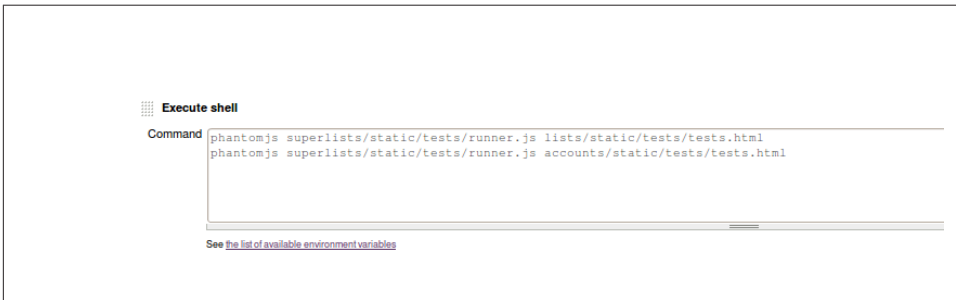 Execute shell
Command
phantomjs superlists/static/tests/runner.js lists/static/tests/tests.html
phantomjs superlists/static/tests/runner.js accounts/static/tests/tests.html
See the list of available environment variables